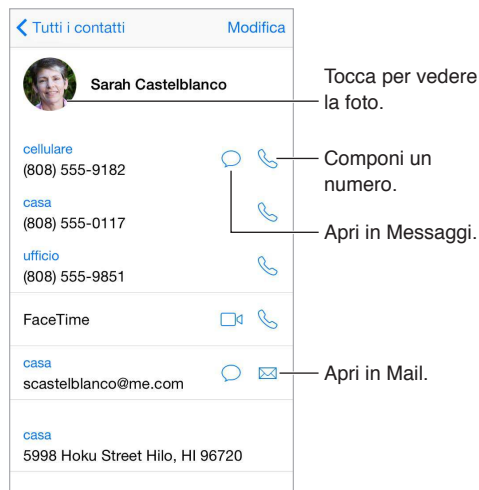 Tutti i contatti
Modifica
Sarah Castelblanco
Tocca per vedere
la foto.
cellulare
(808) 555-9182
Componi un
numero.
casa
(808) 555-0117
Apri in Messaggi.
ufficio
(808) 555-9851
FaceTime
casa
scastelblanco@me.com
Apri in Mail.
casa
5998 Hoku Street Hilo, HI 96720